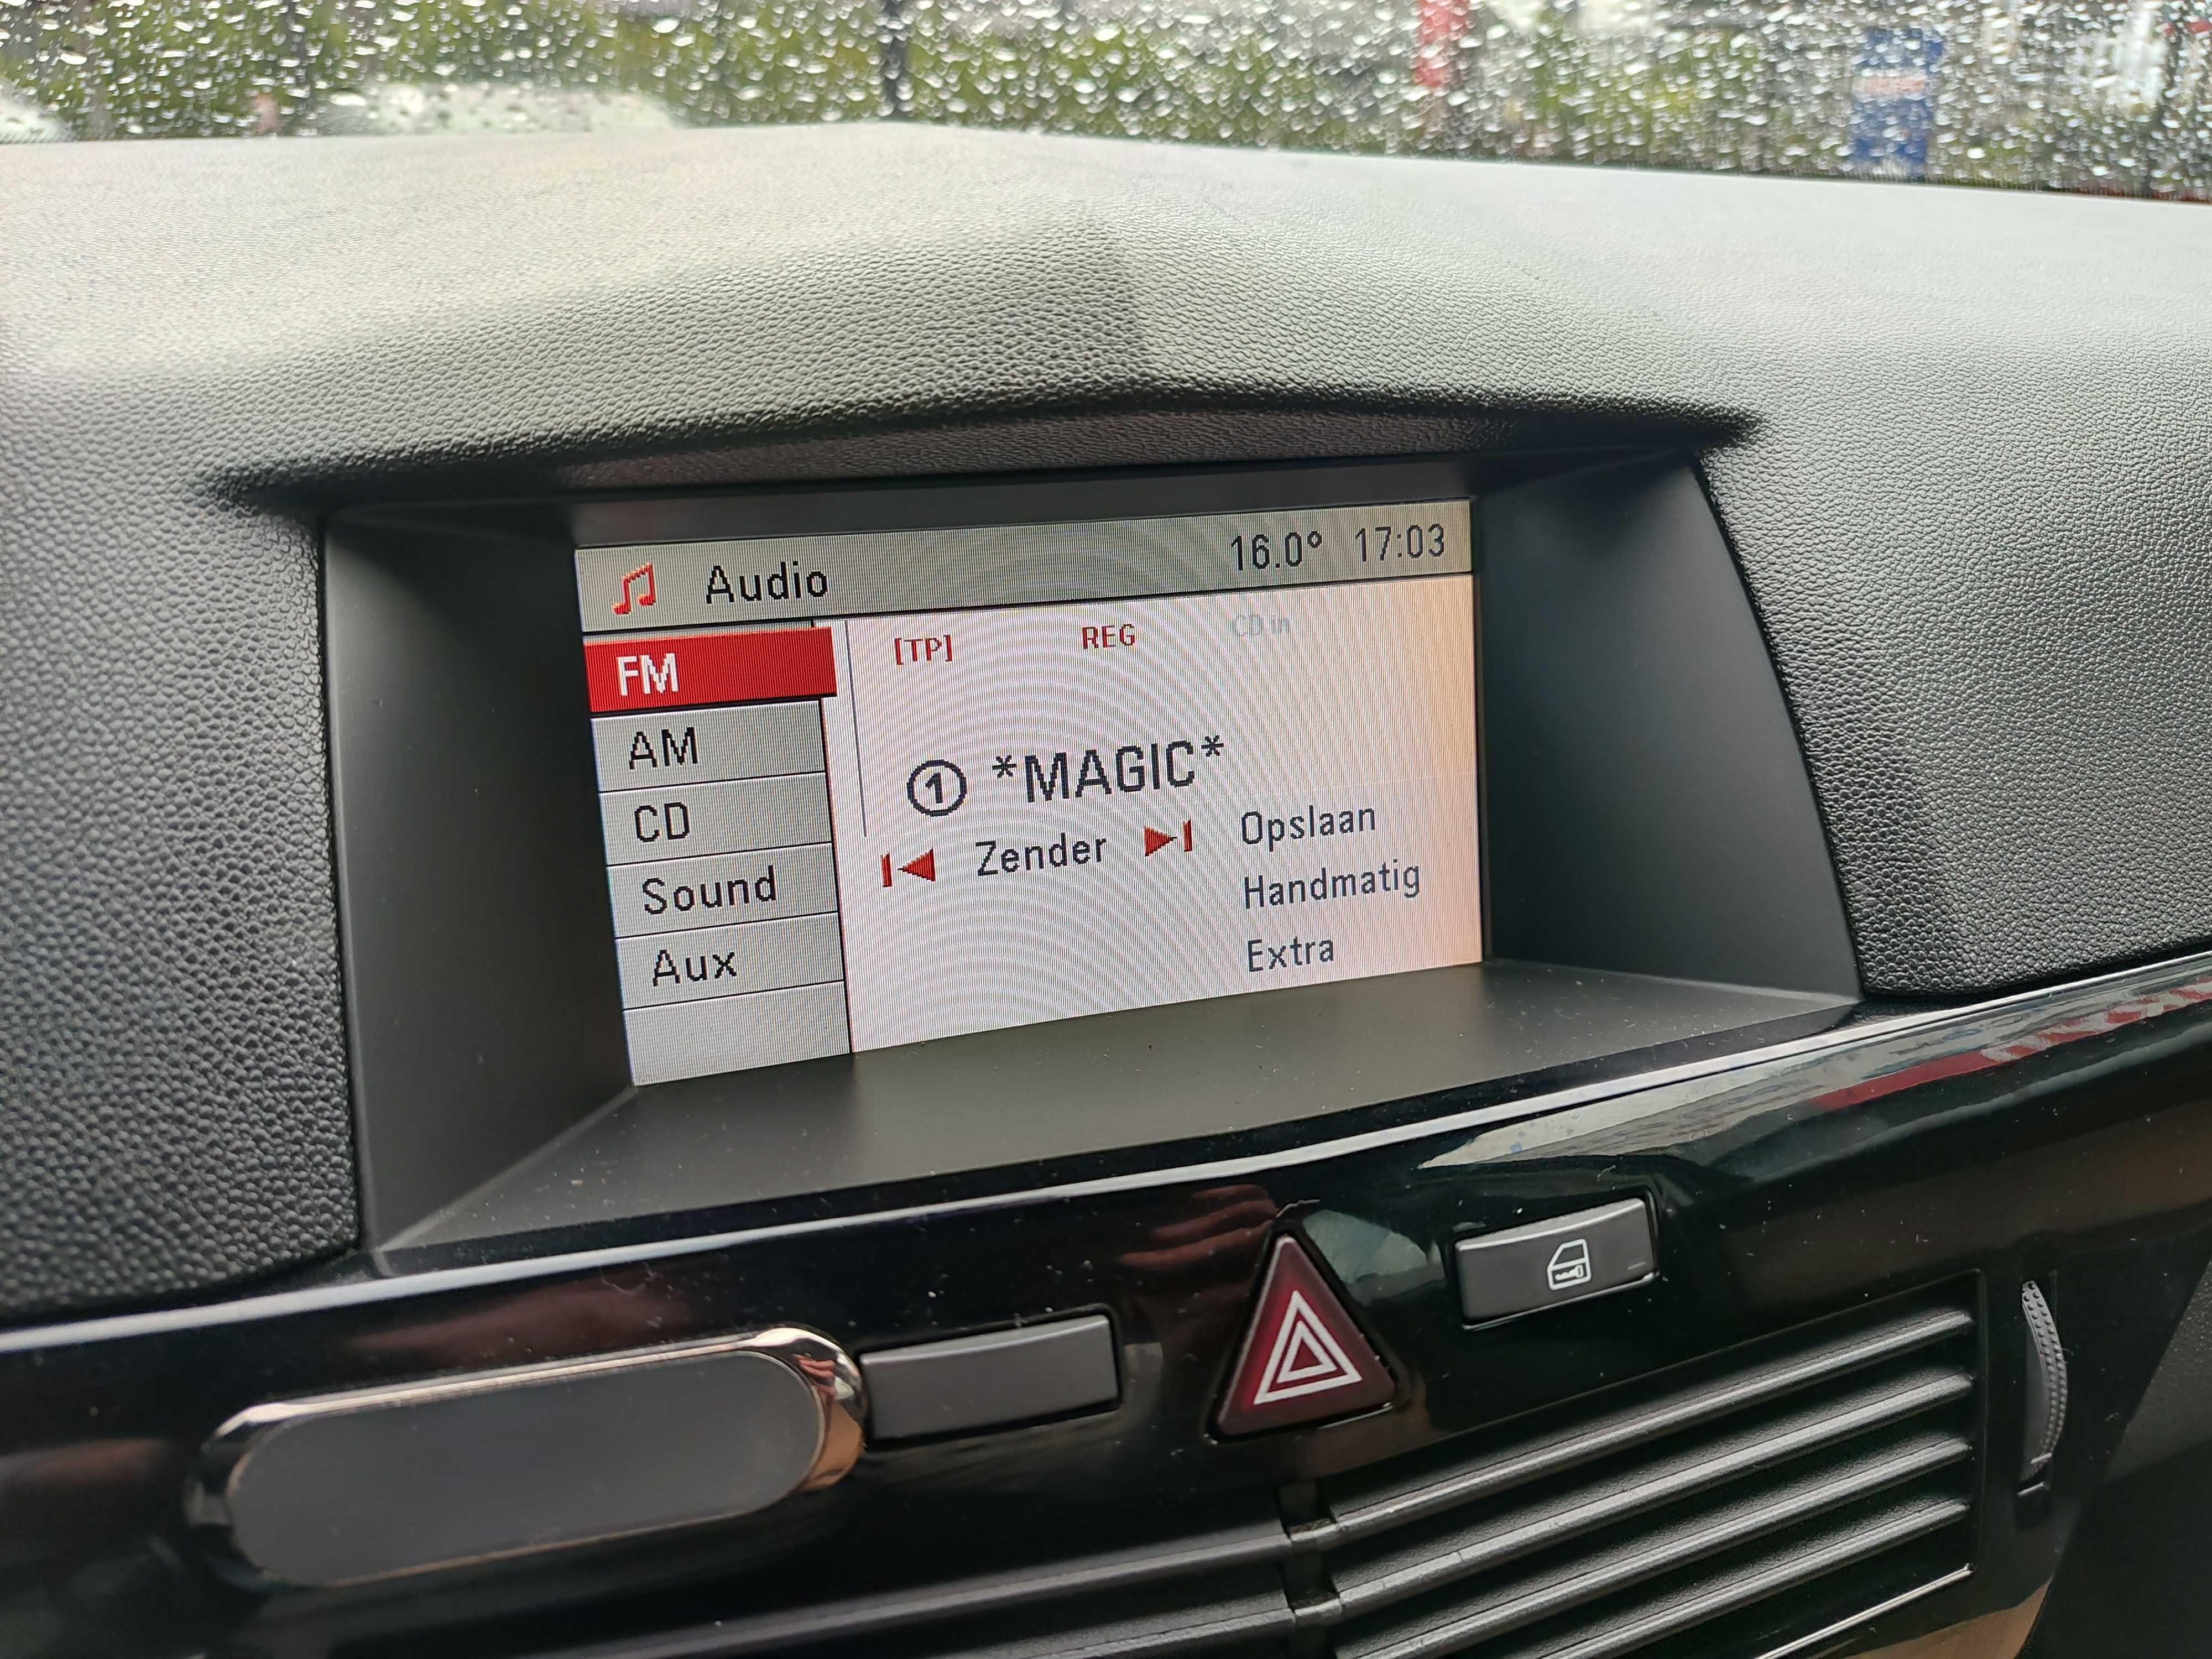 Audio 16.0° 17:03
FM
[TP] REG CD in
AM
① *MAGIC*
CD
Zender
Opslaan
Sound
Handmatig
Aux
Extra